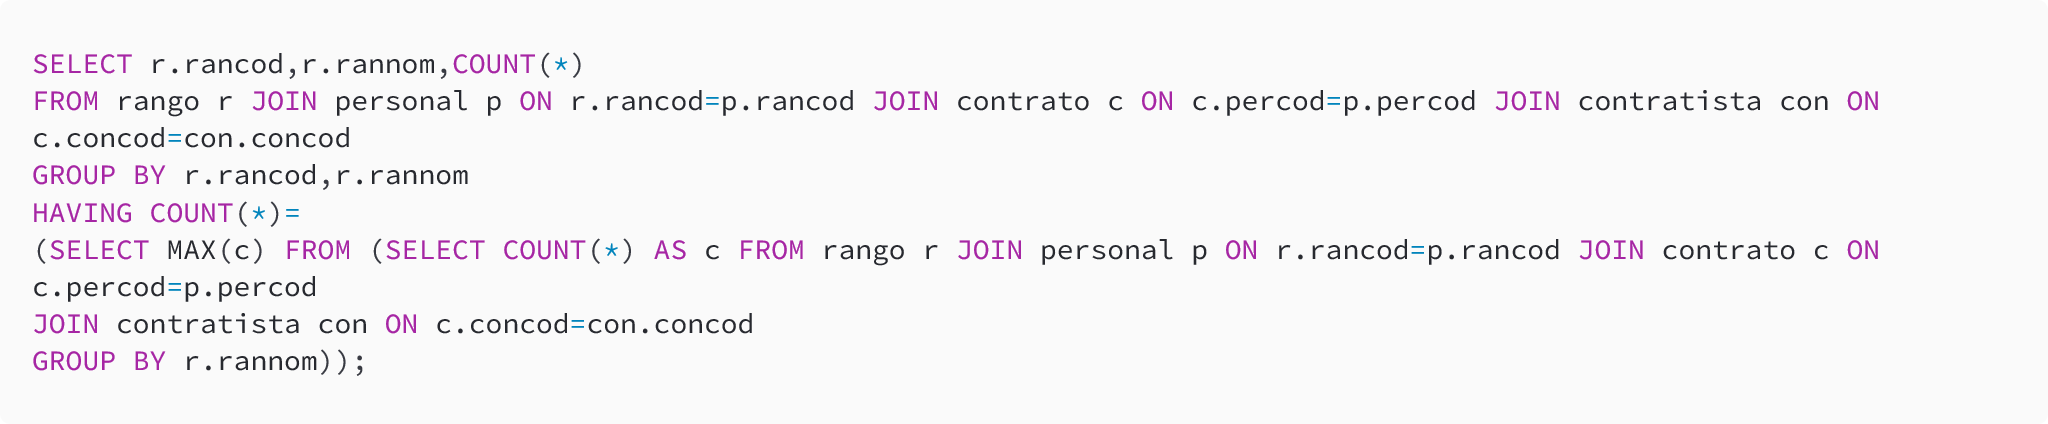 SELECT r.rancod,r.rannom,COUNT(*)
FROM rango r JOIN personal p ON r.rancod=p.rancod JOIN contrato c ON c.percod=p.percod JOIN contratista con ON
c.concod=con.concod
GROUP BY r.rancod,r.rannom
HAVING COUNT(*)=
(SELECT MAX(c) FROM (SELECT COUNT(*) AS c FROM rango r JOIN personal p ON r.rancod=p.rancod JOIN contrato c ON
c.percod=p.percod
JOIN contratista con ON c.concod=con.concod
GROUP BY r.rannom));